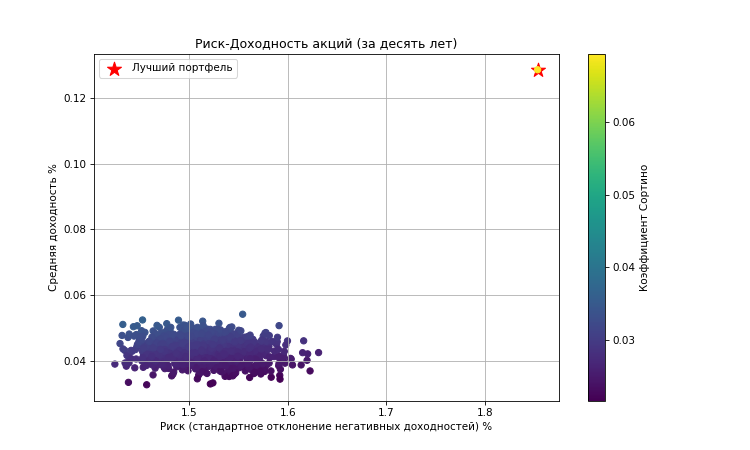 Риск-Доходность акций (за десять лет)
Лучший портфель
Средняя доходность %
0.12
0.10
0.08
0.06
0.04
1.5
1.6
1.7
1.8
Риск (стандартное отклонение негативных доходностей) %
0.06
0.05
0.04
0.03
Коэффициент Сортино